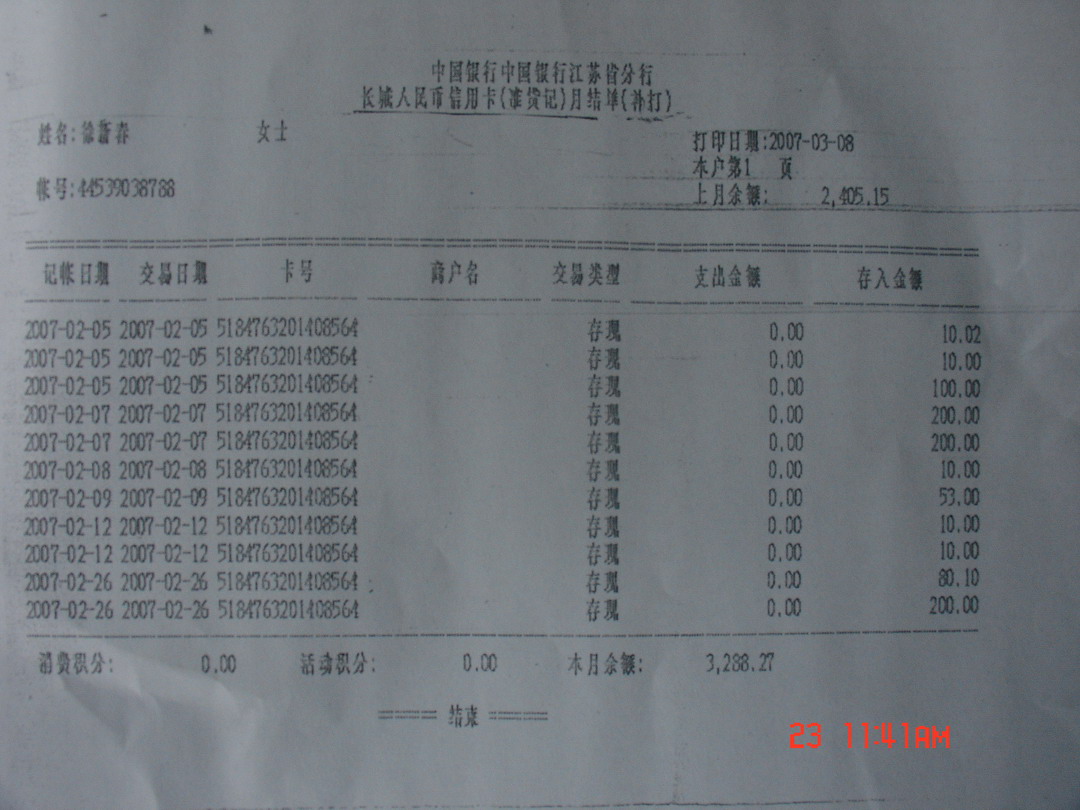 中国银行中国银行江苏省分行
长城人民币信用卡(准贷记)月结单(补打)
姓名:徐新春 女士
打印日期:2007-03-08
本户第1 页
帐号:44539038788
上月余额: 2,405.15
记帐日期 交易日期 卡号 商户名 交易类型 支出金额 存入金额
2007-02-05 2007-02-05 5184763201408564 存现 0.00 10.02
2007-02-05 2007-02-05 5184763201408564 存现 0.00 10.00
2007-02-05 2007-02-05 5184763201408564 存现 0.00 100.00
2007-02-07 2007-02-07 5184763201408564 存现 0.00 200.00
2007-02-07 2007-02-07 5184763201408564 存现 0.00 200.00
2007-02-08 2007-02-08 5184763201408564 存现 0.00 10.00
2007-02-09 2007-02-09 5184763201408564 存现 0.00 53.00
2007-02-12 2007-02-12 5184763201408564 存现 0.00 10.00
2007-02-12 2007-02-12 5184763201408564 存现 0.00 10.00
2007-02-26 2007-02-26 5184763201408564 存现 0.00 80.10
2007-02-26 2007-02-26 5184763201408564 存现 0.00 200.00
消费积分: 0.00 活动积分: 0.00 本月余额: 3,288.27
===== 结束 =====
23 11:41AM